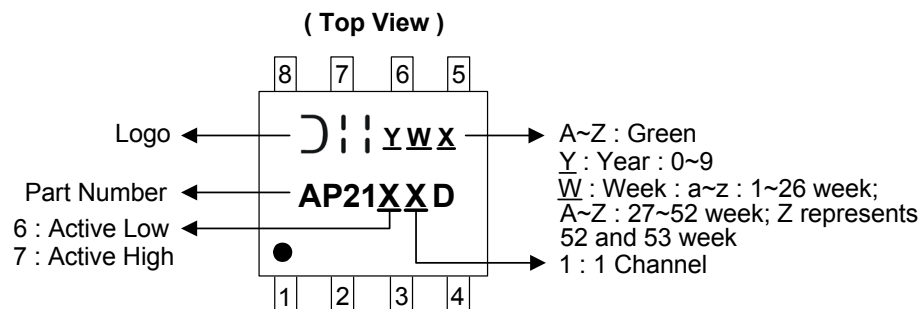 ( Top View )
8 7 6 5
Logo
Y W X
A~Z : Green
Y : Year : 0~9
W : Week : a~z : 1~26 week;
A~Z : 27~52 week; Z represents
52 and 53 week
Part Number
AP21XXD
6 : Active Low
7 : Active High
1 : 1 Channel
1 2 3 4